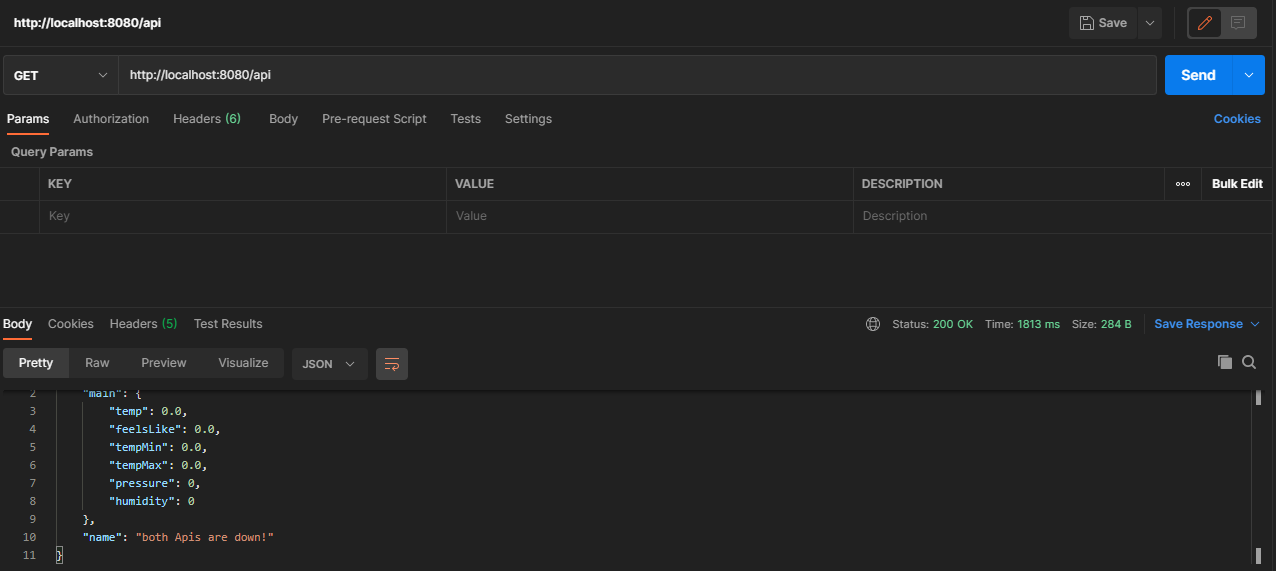 http://localhost:8080/api
Save
GET http://localhost:8080/api Send
Params Authorization Headers (6) Body Pre-request Script Tests Settings Cookies
Query Params
KEY VALUE DESCRIPTION ooo Bulk Edit
Key Value Description
Body Cookies Headers (5) Test Results Status: 200 OK Time: 1813 ms Size: 284 B Save Response
Pretty Raw Preview Visualize JSON
2 "main": {
3 "temp": 0.0,
4 "feelsLike": 0.0,
5 "tempMin": 0.0,
6 "tempMax": 0.0,
7 "pressure": 0,
8 "humidity": 0
9 },
10 "name": "both Apis are down!"
11 }